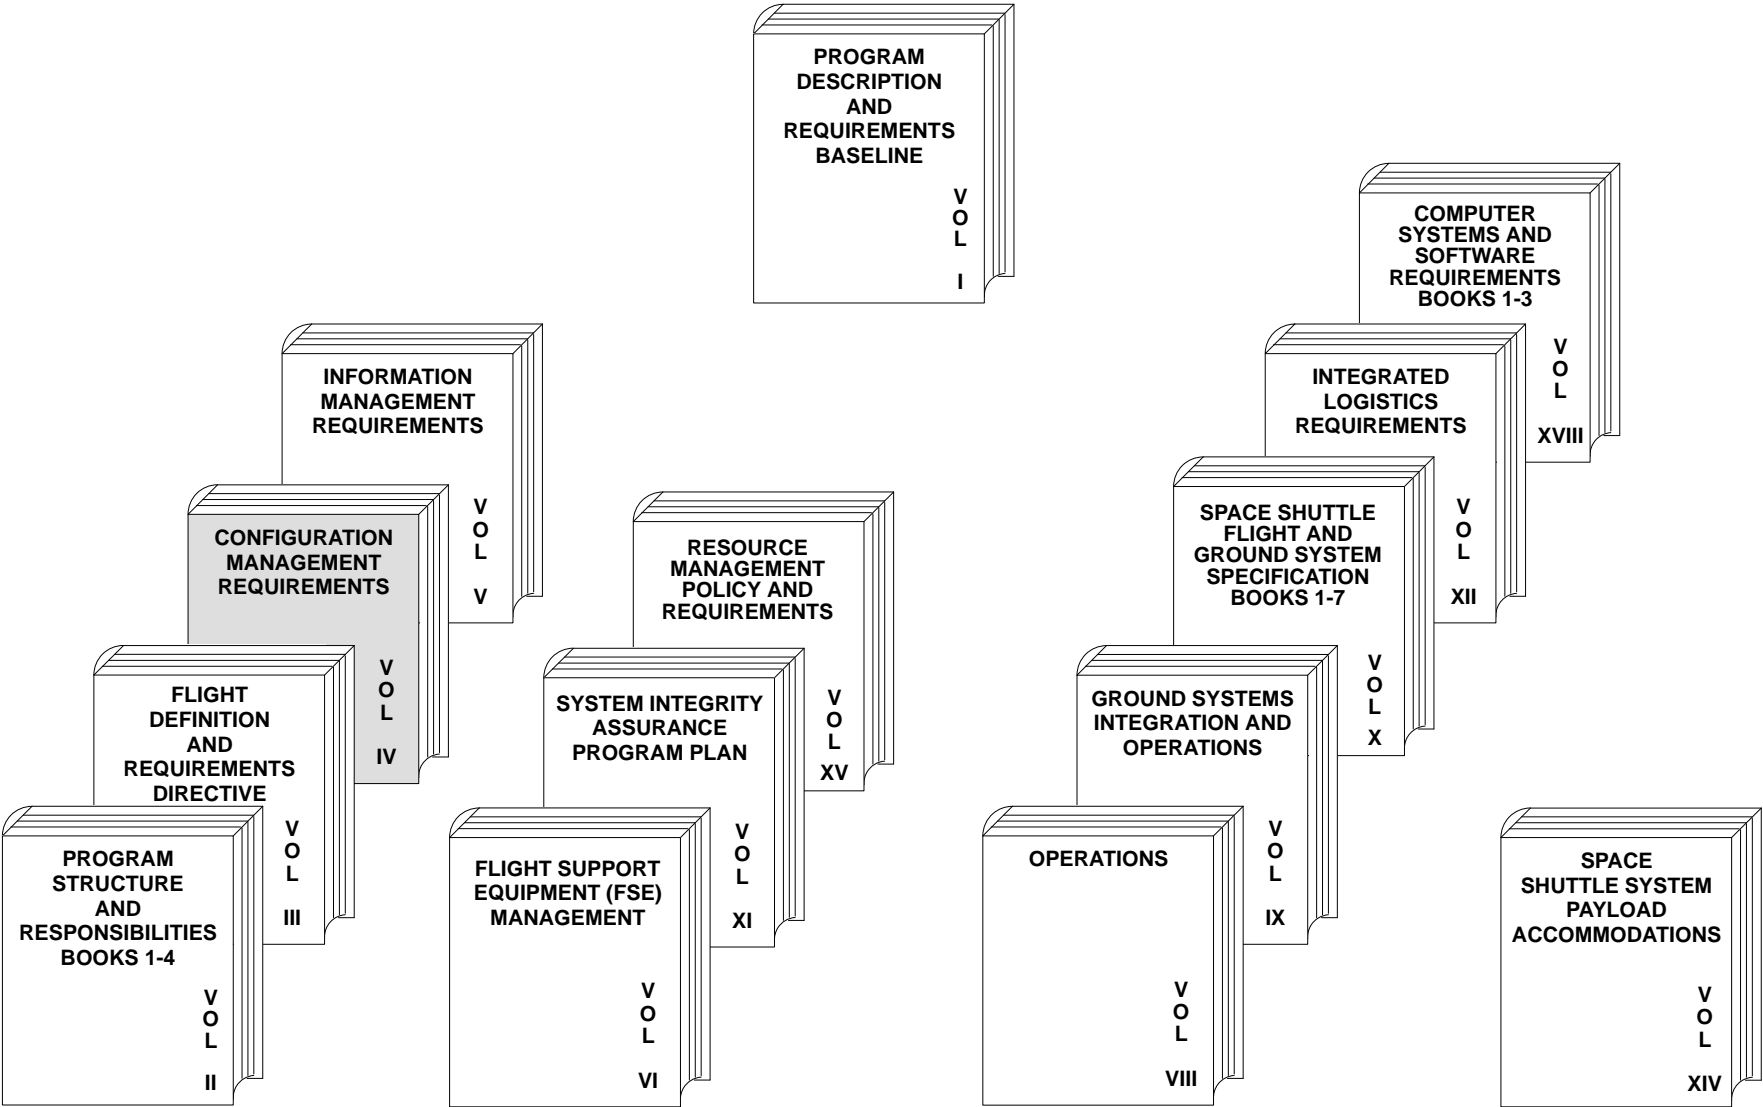 PROGRAM
DESCRIPTION
AND
REQUIREMENTS
BASELINE
V
O
L
I
COMPUTER
SYSTEMS AND
SOFTWARE
REQUIREMENTS
BOOKS 1-3
V
O
L
XVIII
INFORMATION
MANAGEMENT
REQUIREMENTS
V
O
L
V
INTEGRATED
LOGISTICS
REQUIREMENTS
V
O
L
XII
CONFIGURATION
MANAGEMENT
REQUIREMENTS
V
O
L
IV
RESOURCE
MANAGEMENT
POLICY AND
REQUIREMENTS
V
O
L
XV
SPACE SHUTTLE
FLIGHT AND
GROUND SYSTEM
SPECIFICATION
BOOKS 1-7
V
O
L
X
FLIGHT
DEFINITION
AND
REQUIREMENTS
DIRECTIVE
V
O
L
III
SYSTEM INTEGRITY
ASSURANCE
PROGRAM PLAN
V
O
L
XI
GROUND SYSTEMS
INTEGRATION AND
OPERATIONS
V
O
L
IX
PROGRAM
STRUCTURE
AND
RESPONSIBILITIES
BOOKS 1-4
V
O
L
II
FLIGHT SUPPORT
EQUIPMENT (FSE)
MANAGEMENT
V
O
L
VI
OPERATIONS
V
O
L
VIII
SPACE
SHUTTLE SYSTEM
PAYLOAD
ACCOMMODATIONS
V
O
L
XIV